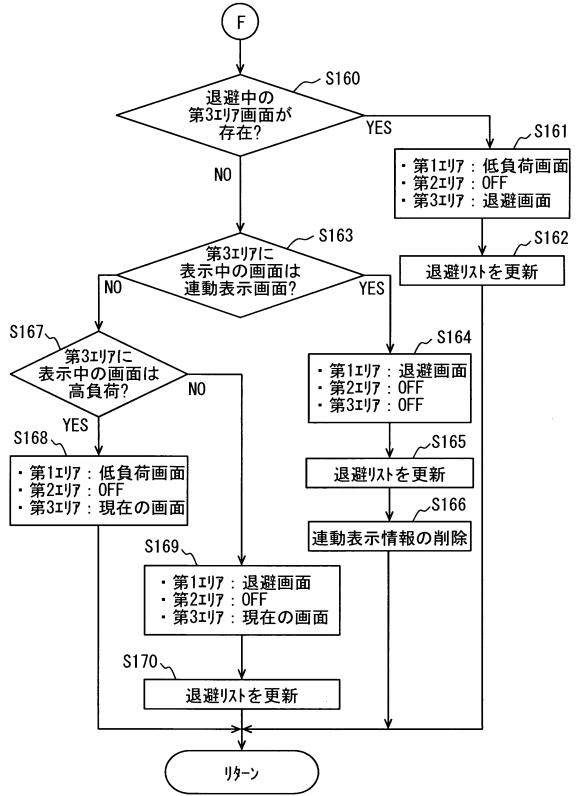 F
S160
退避中の
第3ｴﾘｱ画面が
存在?
YES
NO
S161
・第1ｴﾘｱ：低負荷画面
・第2ｴﾘｱ：OFF
・第3ｴﾘｱ：退避画面
S162
退避ﾘｽﾄを更新
S163
第3ｴﾘｱに
表示中の画面は
連動表示画面?
NO
YES
S164
・第1ｴﾘｱ：退避画面
・第2ｴﾘｱ：OFF
・第3ｴﾘｱ：OFF
S165
退避ﾘｽﾄを更新
S166
連動表示情報の削除
S167
第3ｴﾘｱに
表示中の画面は
高負荷?
NO
YES
S168
・第1ｴﾘｱ：低負荷画面
・第2ｴﾘｱ：OFF
・第3ｴﾘｱ：現在の画面
S169
・第1ｴﾘｱ：退避画面
・第2ｴﾘｱ：OFF
・第3ｴﾘｱ：現在の画面
S170
退避ﾘｽﾄを更新
ﾘﾀｰﾝ